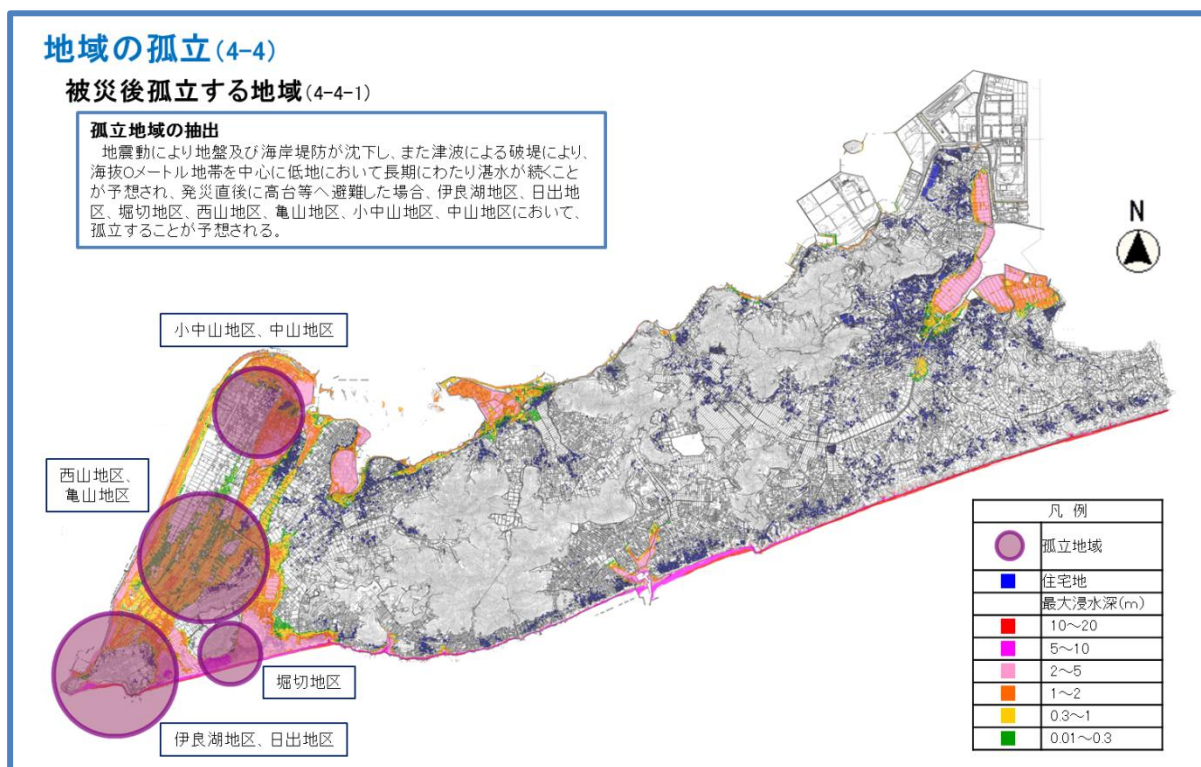 地域の孤立(4-4)
被災後孤立する地域(4-4-1)
孤立地域の抽出
地震動により地盤及び海岸堤防が沈下し、また津波による破堤により、
海抜0メートル地帯を中心に低地において長期にわたり湛水が続くこと
が予想され、発災直後に高台等へ避難した場合、伊良湖地区、日出地
区、堀切地区、西山地区、亀山地区、小中山地区、中山地区において、
孤立することが予想される。
N
小中山地区、中山地区
西山地区、
亀山地区
堀切地区
伊良湖地区、日出地区
凡 例
孤立地域
住宅地
最大浸水深(m)
10～20
5～10
2～5
1～2
0.3～1
0.01～0.3